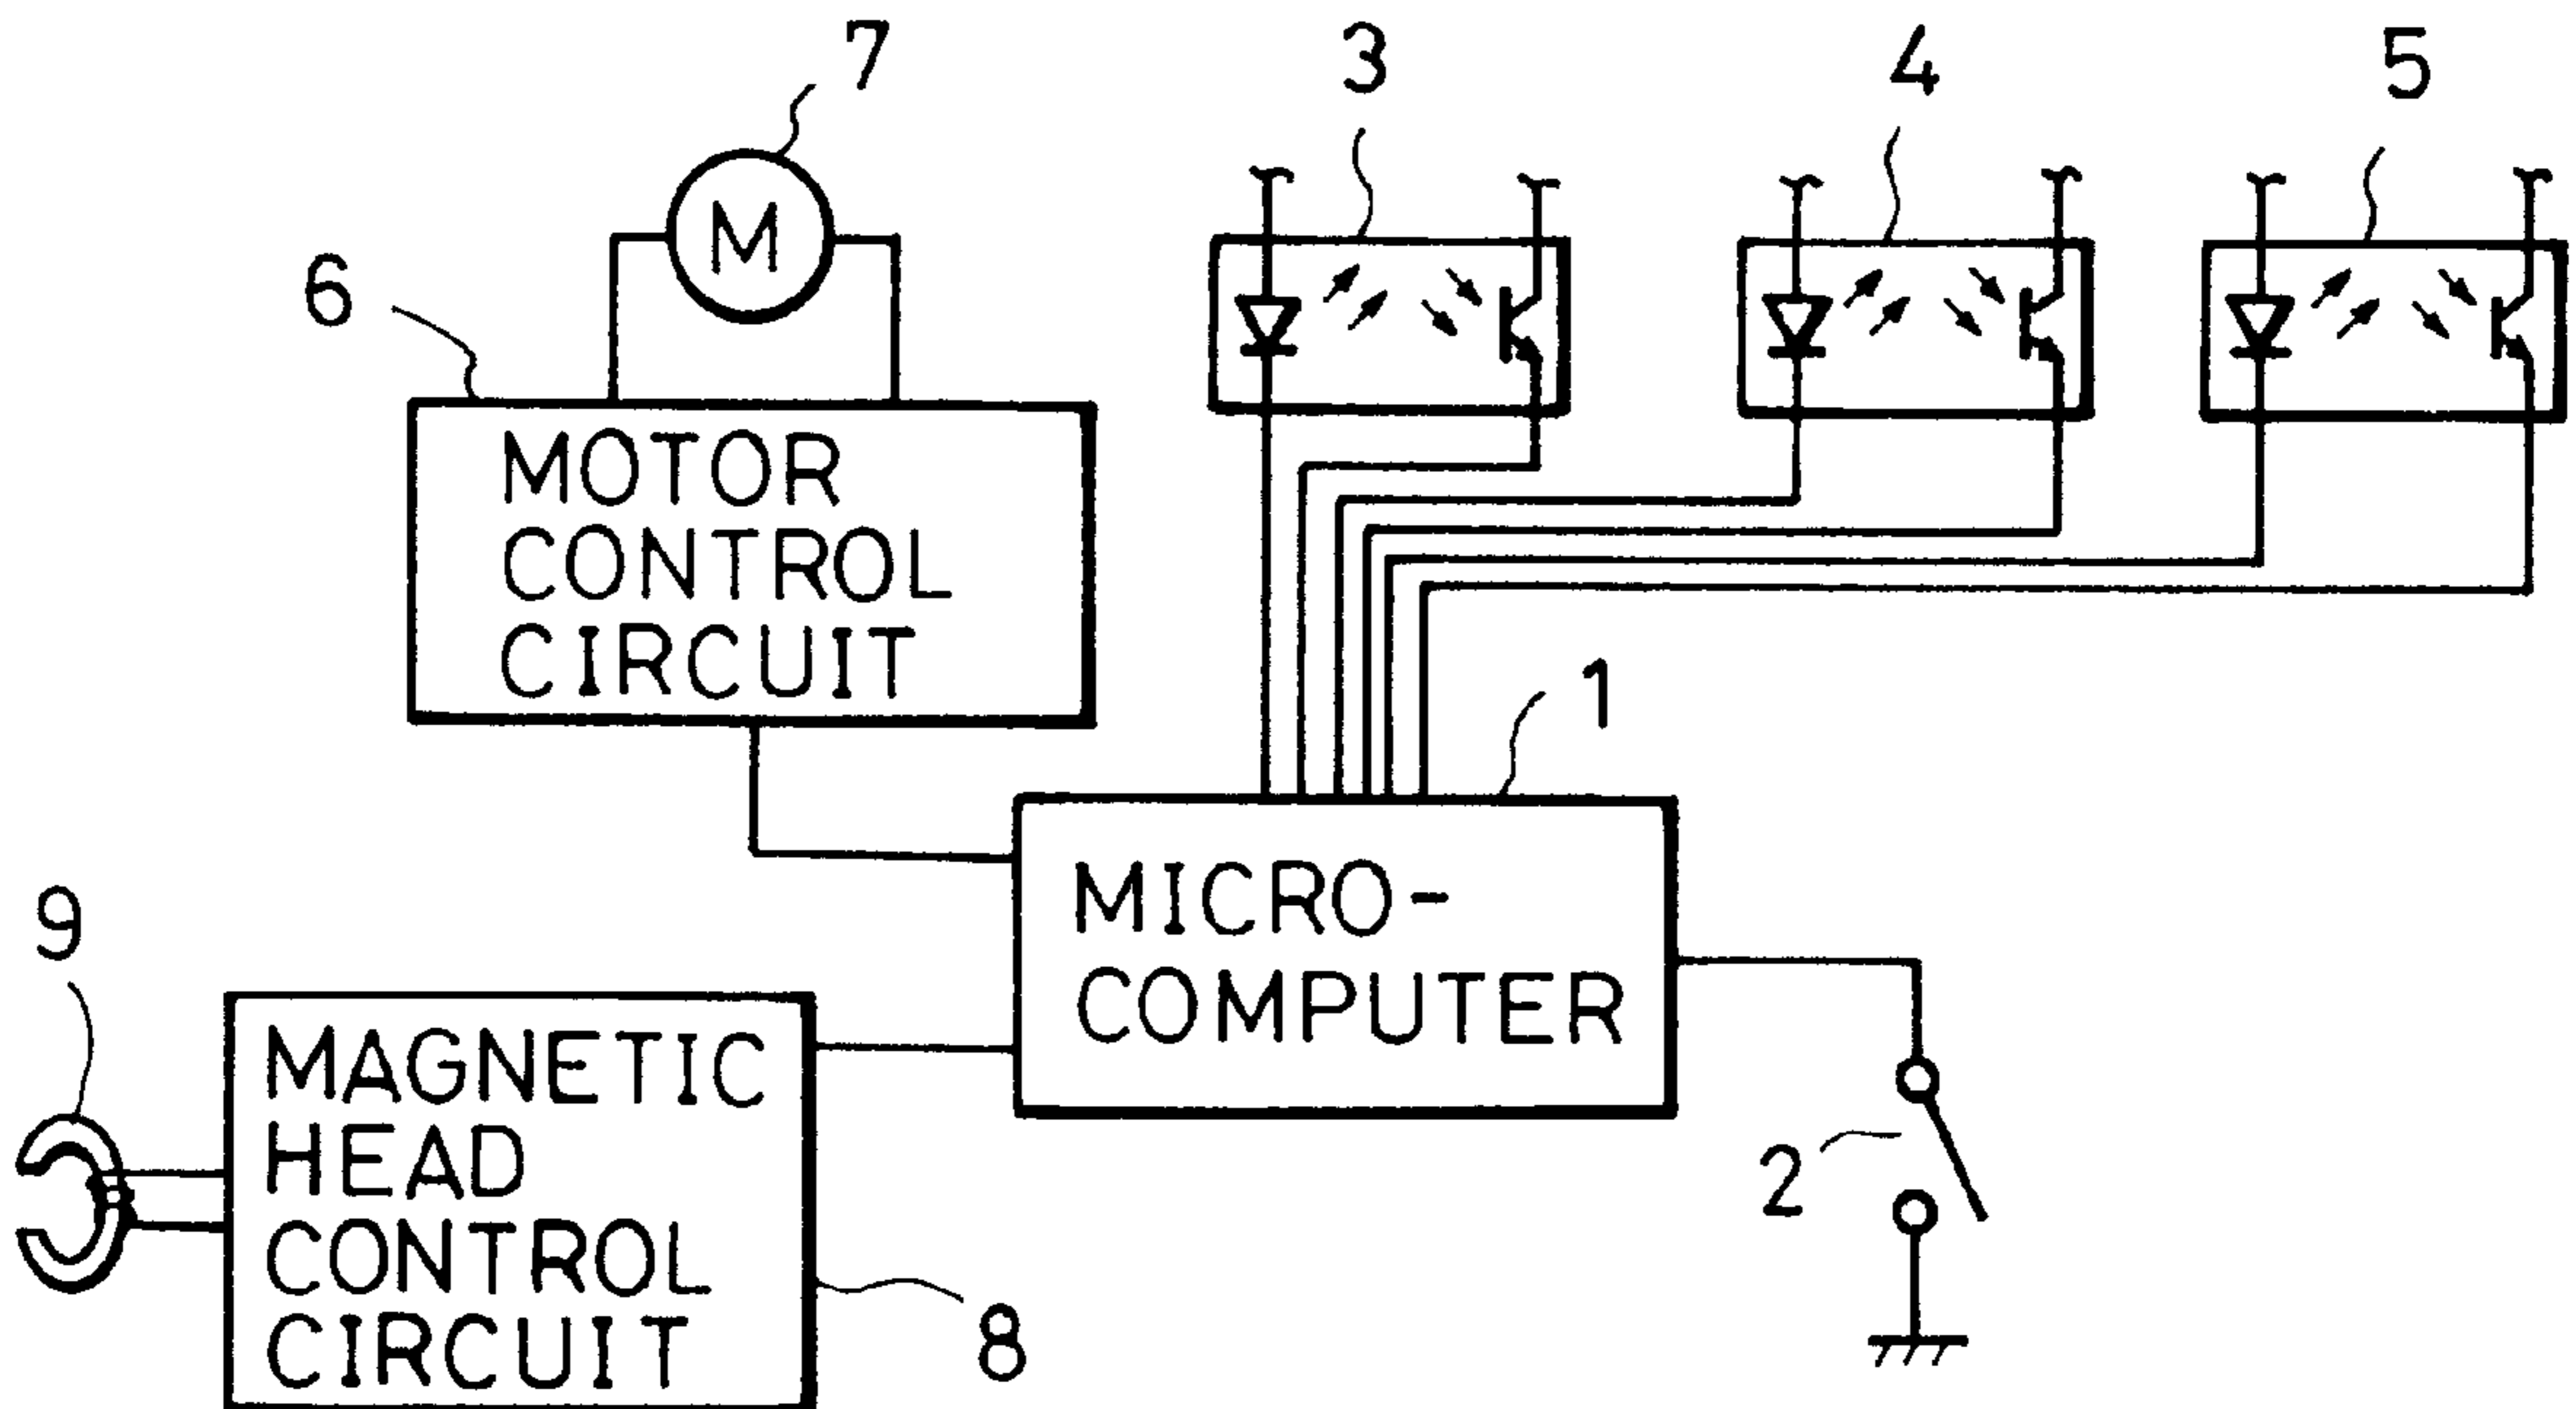 7
3
4
5
M
6
MOTOR
CONTROL
CIRCUIT
1
MICRO-
COMPUTER
9
2
MAGNETIC
HEAD
CONTROL
CIRCUIT
8